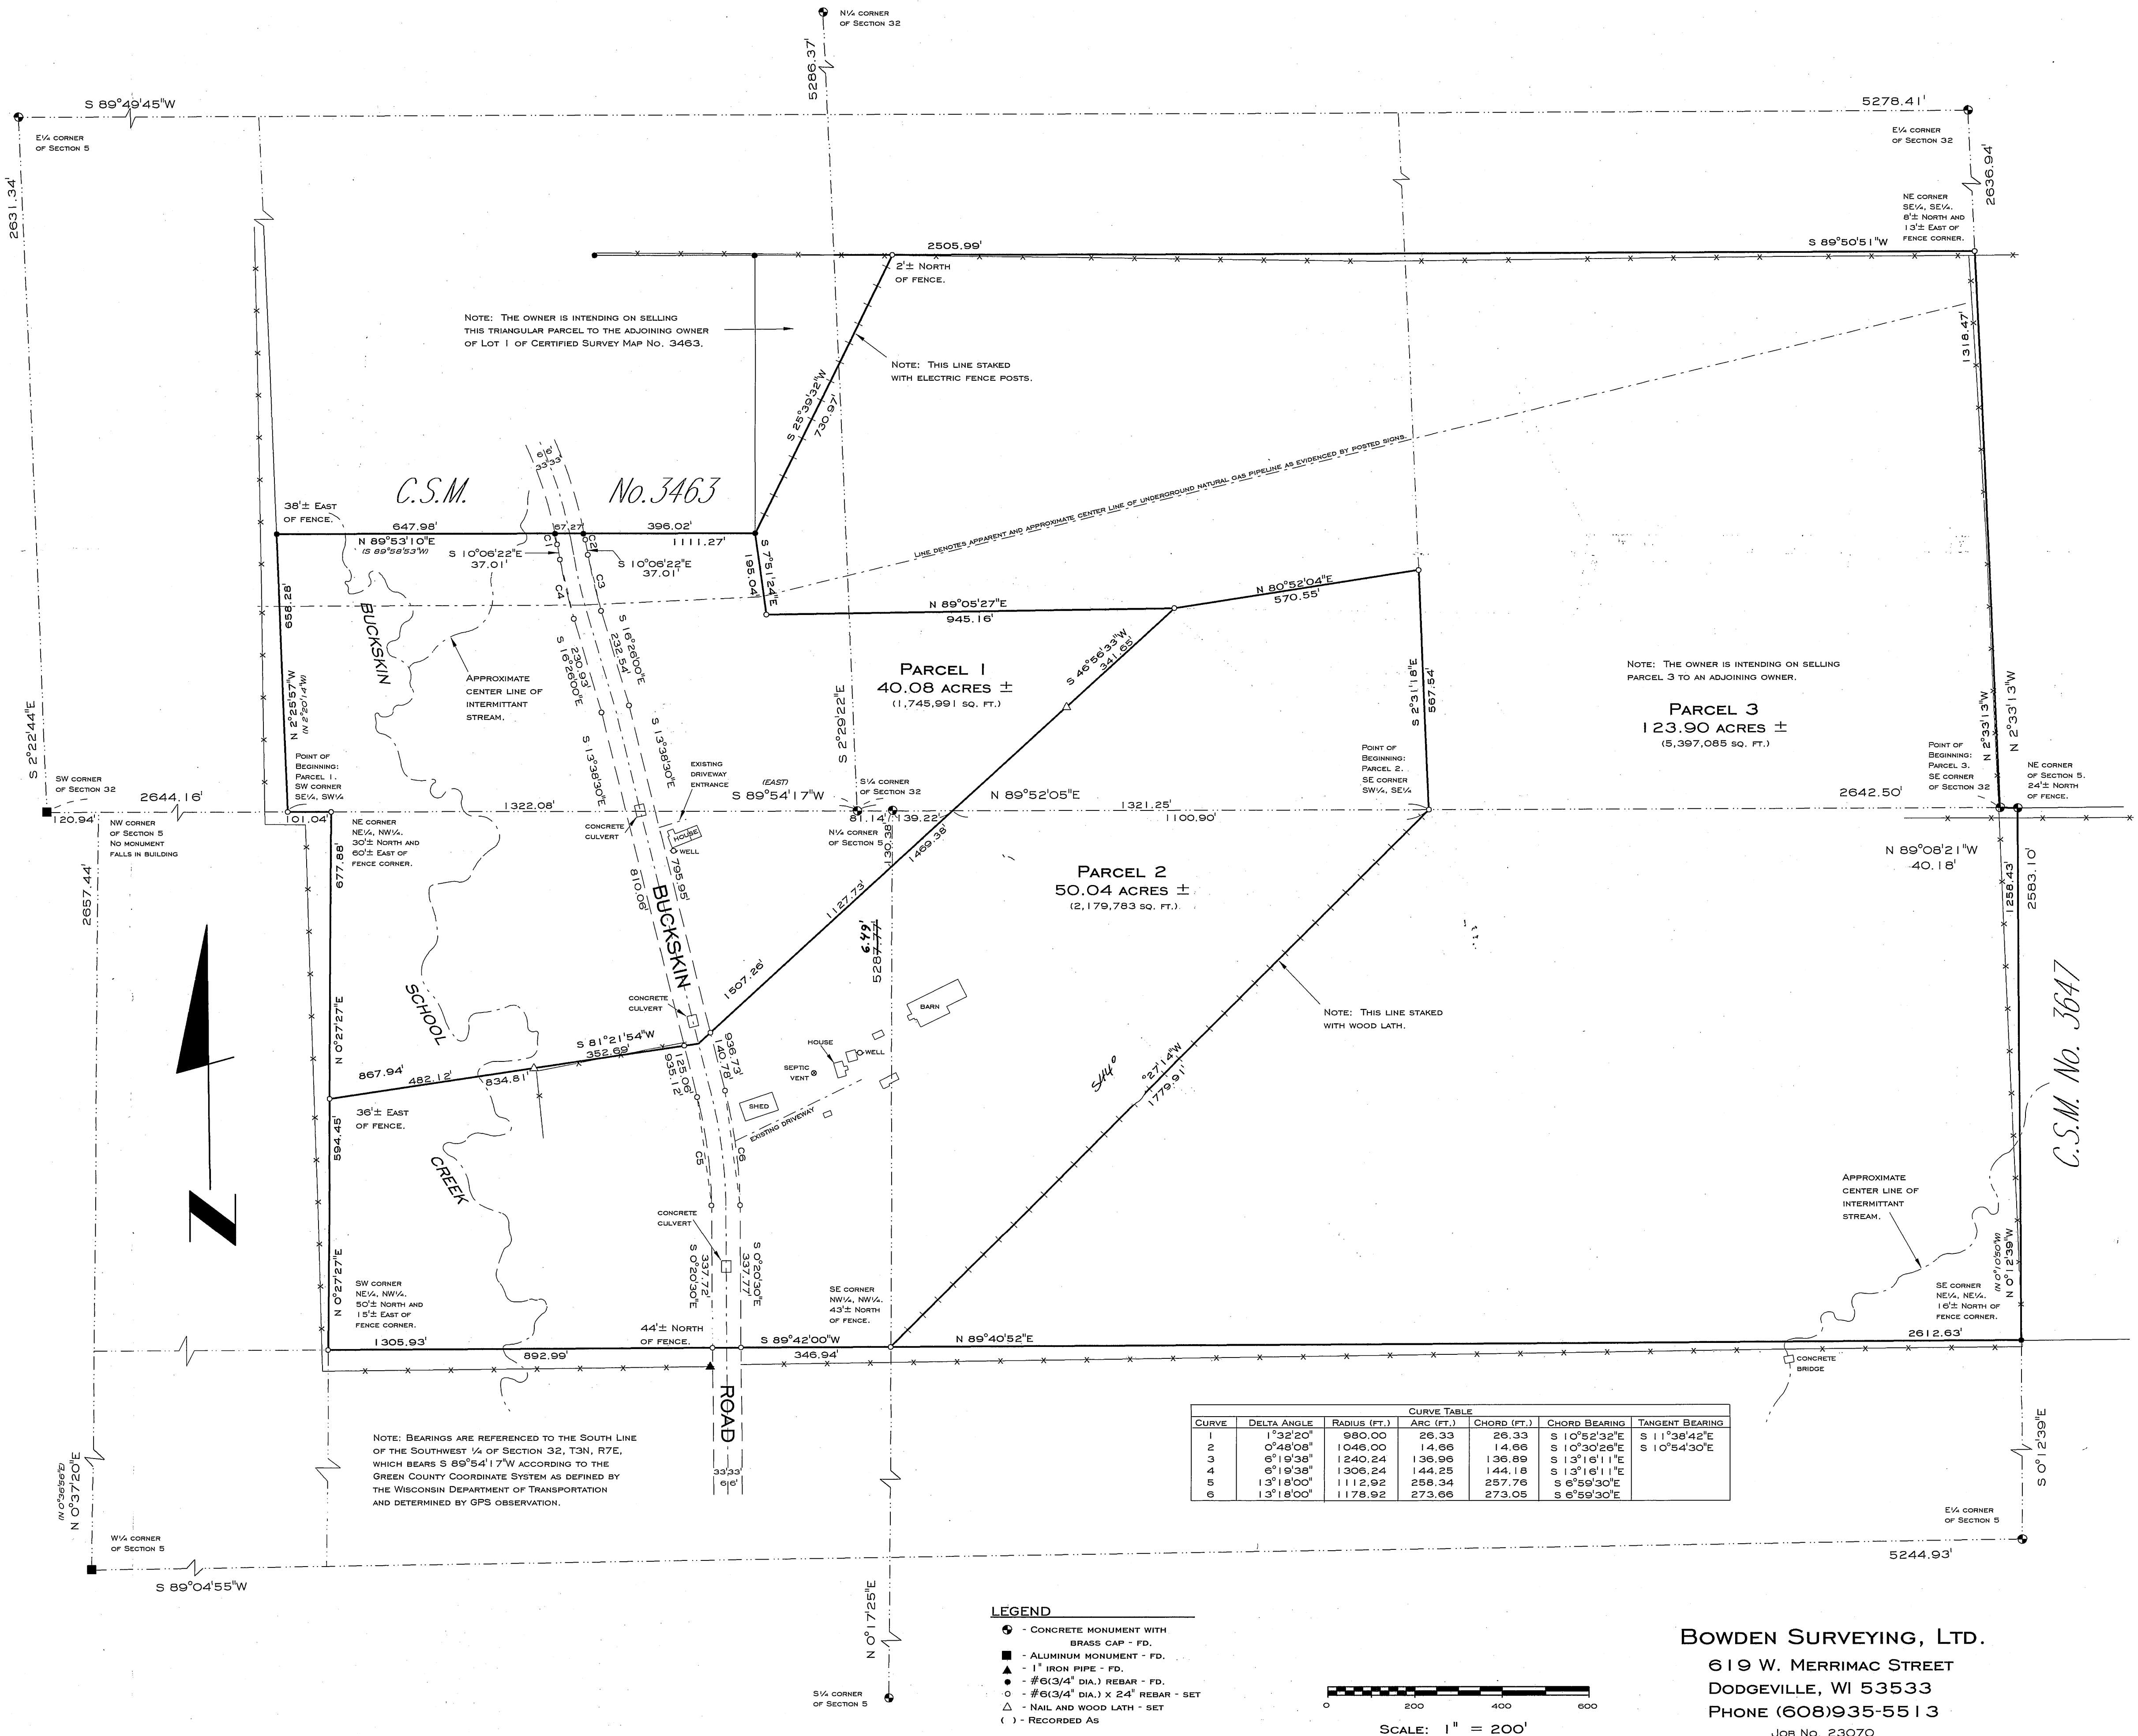 N¼ CORNER
OF SECTION 32
5286.37'
S 89°49'45"W
5278.41'
E¼ CORNER
OF SECTION 5
E¼ CORNER
OF SECTION 32
2631.34'
2636.94'
NE CORNER
SE¼, SE¼.
8'± NORTH AND
13'± EAST OF
FENCE CORNER.
2505.99'
S 89°50'51"W
2'± NORTH
OF FENCE.
NOTE: THE OWNER IS INTENDING ON SELLING
THIS TRIANGULAR PARCEL TO THE ADJOINING OWNER
OF LOT 1 OF CERTIFIED SURVEY MAP NO. 3463.
NOTE: THIS LINE STAKED
WITH ELECTRIC FENCE POSTS.
S 25°39'32"W
730.97'
1318.47'
LINE DENOTES APPARENT AND APPROXIMATE CENTER LINE OF UNDERGROUND NATURAL GAS PIPELINE AS EVIDENCED BY POSTED SIGNS.
66'
33' 33'
C.S.M. No. 3463
38'± EAST
OF FENCE.
647.98'
67.27'
396.02'
N 89°53'10"E
1111.27'
(S 89°58'53"W)
S 10°06'22"E
37.01'
C1
C2
S 10°06'22"E
37.01'
C3
C4
S 7°51'24"E
195.04'
N 89°05'27"E
945.16'
N 80°52'04"E
570.55'
658.28'
N 2°25'57"W
(N 2°20'14"W)
BUCKSKIN
APPROXIMATE
CENTER LINE OF
INTERMITTANT
STREAM.
S 16°26'00"E
232.54'
230.93'
S 16°26'00"E
PARCEL 1
40.08 ACRES ±
(1,745,991 SQ. FT.)
S 46°56'33"W
341.65'
S 2°31'18"E
567.54'
NOTE: THE OWNER IS INTENDING ON SELLING
PARCEL 3 TO AN ADJOINING OWNER.
PARCEL 3
123.90 ACRES ±
(5,397,085 SQ. FT.)
S 2°22'44"E
S 2°29'22"E
N 2°33'13"W
N 2°33'13"W
S 13°38'30"E
S 13°38'30"E
POINT OF
BEGINNING:
PARCEL 1.
SW CORNER
SE¼, SW¼
EXISTING
DRIVEWAY
ENTRANCE
POINT OF
BEGINNING:
PARCEL 2.
SE CORNER
SW¼, SE¼
POINT OF
BEGINNING:
PARCEL 3.
SE CORNER
OF SECTION 32
NE CORNER
OF SECTION 5.
24'± NORTH
OF FENCE.
SW CORNER
OF SECTION 32
2644.16'
1322.08'
(EAST)
S 89°54'17"W
S¼ CORNER
OF SECTION 32
N 89°52'05"E
1321.25'
2642.50'
120.94'
101.04'
81.14'
139.22'
1100.90'
NW CORNER
OF SECTION 5
NO MONUMENT
FALLS IN BUILDING
NE CORNER
NE¼, NW¼.
30'± NORTH AND
60'± EAST OF
FENCE CORNER.
CONCRETE
CULVERT
HOUSE
WELL
N¼ CORNER
OF SECTION 5
130.38'
1469.38'
N 89°08'21"W
40.18'
2657.44'
677.88'
795.95'
810.06'
BUCKSKIN
1127.73'
PARCEL 2
50.04 ACRES ±
(2,179,783 SQ. FT.)
1258.43'
2583.10'
6.49'
5287.77'
1507.26'
C.S.M. No. 3647
SCHOOL
N 0°27'27"E
CONCRETE
CULVERT
BARN
NOTE: THIS LINE STAKED
WITH WOOD LATH.
S 81°21'54"W
352.69'
867.94'
482.12'
834.81'
HOUSE
WELL
SEPTIC
VENT
936.73'
140.78'
125.06'
935.12'
S44°
°27'14"W
1779.91'
36'± EAST
OF FENCE.
SHED
EXISTING DRIVEWAY
594.45'
CREEK
C5
C6
CONCRETE
CULVERT
APPROXIMATE
CENTER LINE OF
INTERMITTANT
STREAM.
S 0°20'30"E
337.72'
337.77'
S 0°20'30"E
N 0°27'27"E
SW CORNER
NE¼, NW¼.
50'± NORTH AND
15'± EAST OF
FENCE CORNER.
SE CORNER
NW¼, NW¼.
43'± NORTH
OF FENCE.
SE CORNER
NE¼, NE¼.
16'± NORTH OF
FENCE CORNER.
(N 0°10'50"W)
N 0°12'39"W
44'± NORTH
OF FENCE.
1305.93'
S 89°42'00"W
N 89°40'52"E
2612.63'
892.99'
346.94'
CONCRETE
BRIDGE
ROAD
33' 33'
66'
NOTE: BEARINGS ARE REFERENCED TO THE SOUTH LINE
OF THE SOUTHWEST ¼ OF SECTION 32, T3N, R7E,
WHICH BEARS S 89°54'17"W ACCORDING TO THE
GREEN COUNTY COORDINATE SYSTEM AS DEFINED BY
THE WISCONSIN DEPARTMENT OF TRANSPORTATION
AND DETERMINED BY GPS OBSERVATION.
CURVE TABLE
CURVE DELTA ANGLE RADIUS (FT.) ARC (FT.) CHORD (FT.) CHORD BEARING TANGENT BEARING
1 1°32'20" 980.00 26.33 26.33 S 10°52'32"E S 11°38'42"E
2 0°48'08" 1046.00 14.66 14.66 S 10°30'26"E S 10°54'30"E
3 6°19'38" 1240.24 136.96 136.89 S 13°16'11"E
4 6°19'38" 1306.24 144.25 144.18 S 13°16'11"E
5 13°18'00" 1112.92 258.34 257.76 S 6°59'30"E
6 13°18'00" 1178.92 273.66 273.05 S 6°59'30"E
(N 0°36'56"E)
N 0°37'20"E
S 0°12'39"E
W¼ CORNER
OF SECTION 5
E¼ CORNER
OF SECTION 5
S 89°04'55"W
5244.93'
N 0°17'25"E
S¼ CORNER
OF SECTION 5
N
LEGEND
- CONCRETE MONUMENT WITH
BRASS CAP - FD.
- ALUMINUM MONUMENT - FD.
- 1" IRON PIPE - FD.
- #6(3/4" DIA.) REBAR - FD.
- #6(3/4" DIA.) X 24" REBAR - SET
- NAIL AND WOOD LATH - SET
( ) - RECORDED AS
0 200 400 600
SCALE: 1" = 200'
BOWDEN SURVEYING, LTD.
619 W. MERRIMAC STREET
DODGEVILLE, WI 53533
PHONE (608)935-5513
JOB NO. 23070